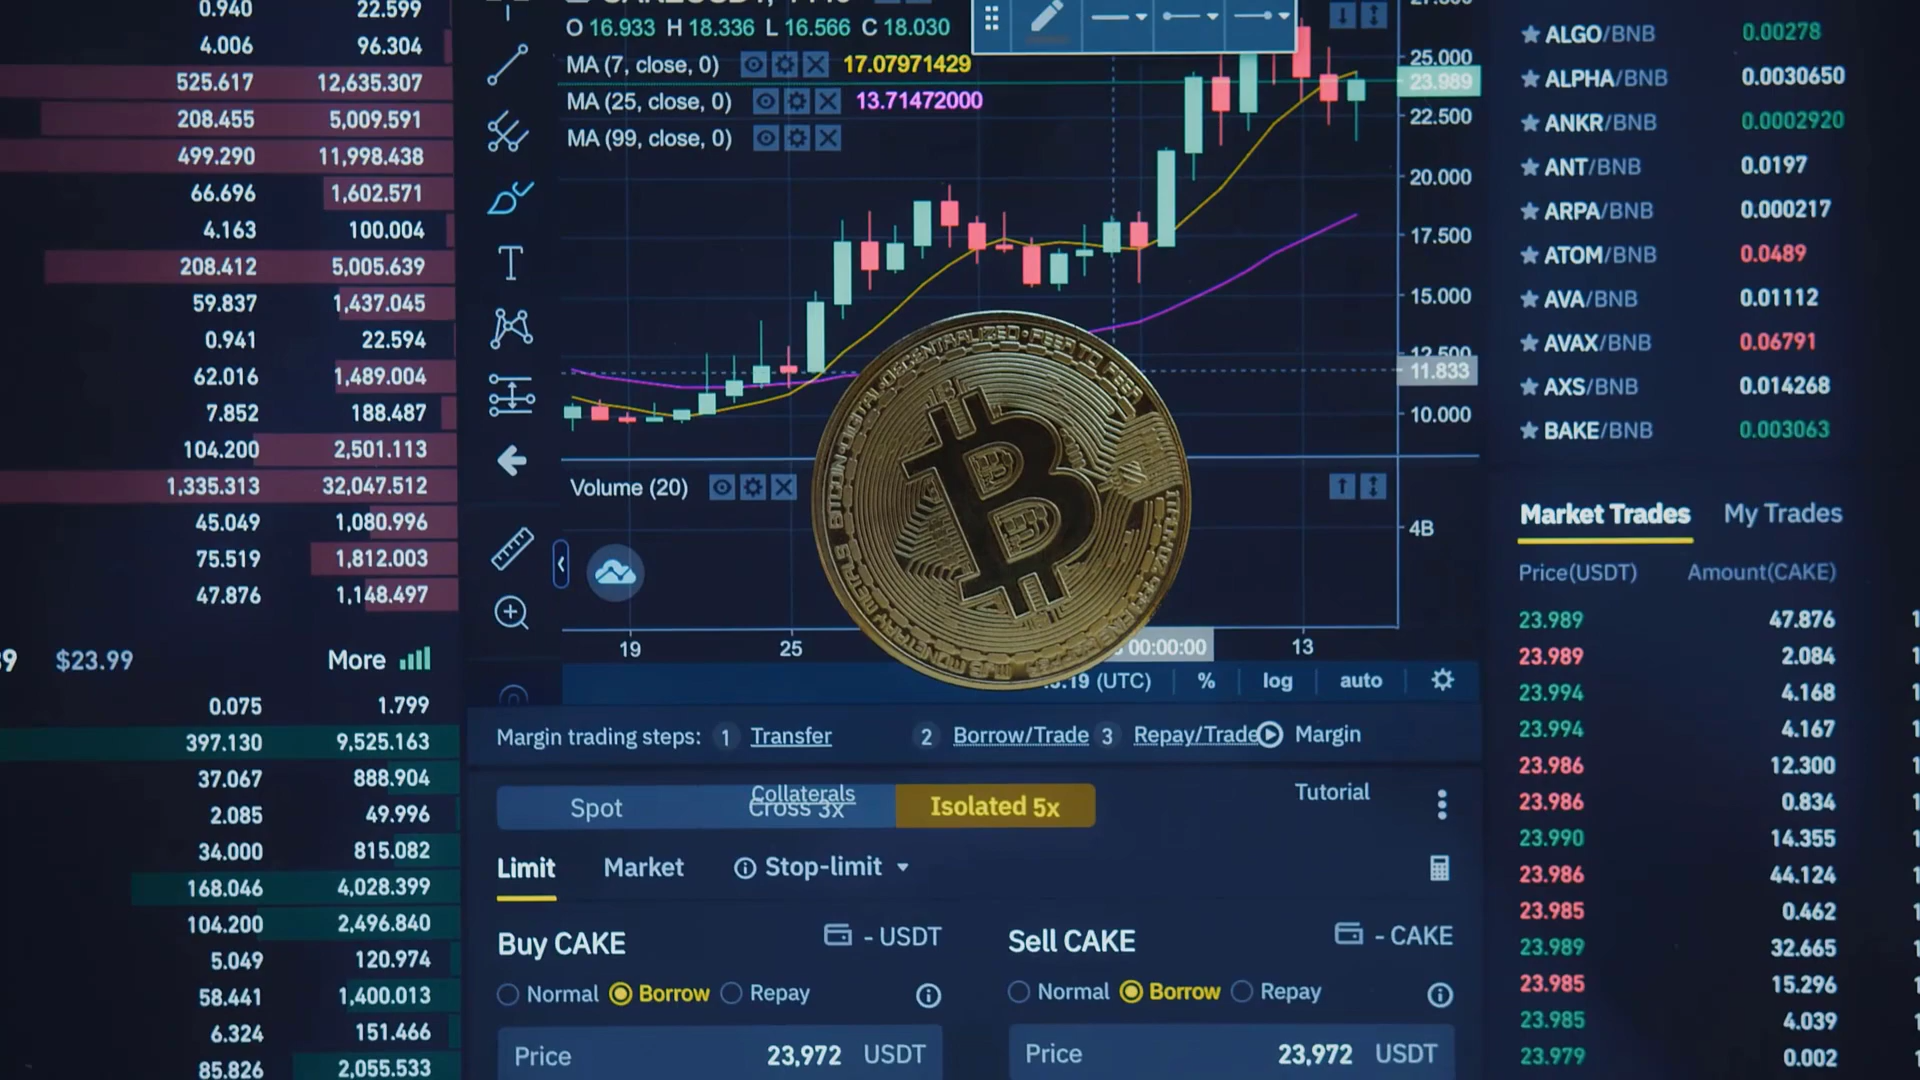 0.940 22.599
4.006 96.304
525.617 12,635.307
208.455 5,009.591
499.290 11,998.438
66.696 1,602.571
4.163 100.004
208.412 5,005.639
59.837 1,437.045
0.941 22.594
62.016 1,489.004
7.852 188.487
104.200 2,501.113
1,335.313 32,047.512
45.049 1,080.996
75.519 1,812.003
47.876 1,148.497
$23.99 More
0.075 1.799
397.130 9,525.163
37.067 888.904
2.085 49.996
34.000 815.082
168.046 4,028.399
104.200 2,496.840
5.049 120.974
58.441 1,400.013
6.324 151.466
85.826 2,055.533
O 16.933 H 18.336 L 16.566 C 18.030
MA (7, close, 0) 17.07971429
MA (25, close, 0) 13.71472000
MA (99, close, 0)
25.000
23.989
22.500
20.000
17.500
15.000
12.500
11.833
10.000
Volume (20)
4B
19 25 00:00:00 13
(UTC) % log auto
BITCOIN·DIGITAL·DECENTRALIZED·PEER TO PEER
Margin trading steps: 1 Transfer 2 Borrow/Trade 3 Repay/Trade Margin
Collaterals Tutorial
Spot Cross 3x Isolated 5x
Limit Market Stop-limit
Buy CAKE - USDT Sell CAKE - CAKE
Normal Borrow Repay Normal Borrow Repay
Price 23,972 USDT Price 23,972 USDT
ALGO/BNB 0.00278
ALPHA/BNB 0.0030650
ANKR/BNB 0.0002920
ANT/BNB 0.0197
ARPA/BNB 0.000217
ATOM/BNB 0.0489
AVA/BNB 0.01112
AVAX/BNB 0.06791
AXS/BNB 0.014268
BAKE/BNB 0.003063
Market Trades My Trades
Price(USDT) Amount(CAKE)
23.989 47.876
23.989 2.084
23.994 4.168
23.994 4.167
23.986 12.300
23.986 0.834
23.990 14.355
23.986 44.124
23.985 0.462
23.989 32.665
23.985 15.296
23.985 4.039
23.979 0.002